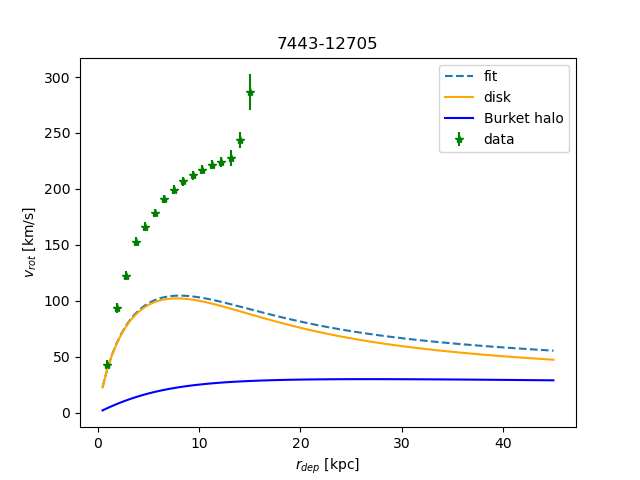 7443-12705
300
250
200
150
100
50
0
v_rot [km/s]
fit
disk
Burket halo
data
0 10 20 30 40
r_dep [kpc]